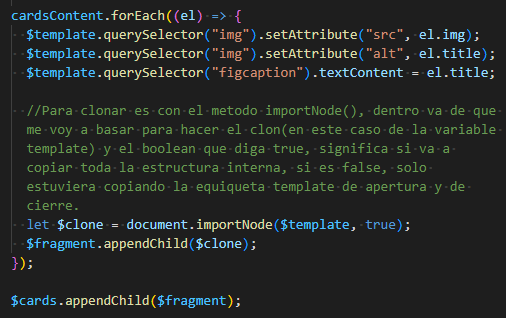 cardsContent.forEach((el) => {
  $template.querySelector("img").setAttribute("src", el.img);
  $template.querySelector("img").setAttribute("alt", el.title);
  $template.querySelector("figcaption").textContent = el.title;
  //Para clonar es con el metodo importNode(), dentro va de que
  me voy a basar para hacer el clon(en este caso de la variable
  template) y el boolean que diga true, significa si va a
  copiar toda la estructura interna, si es false, solo
  estuviera copiando la equiqueta template de apertura y de
  cierre.
  let $clone = document.importNode($template, true);
  $fragment.appendChild($clone);
});
$cards.appendChild($fragment);